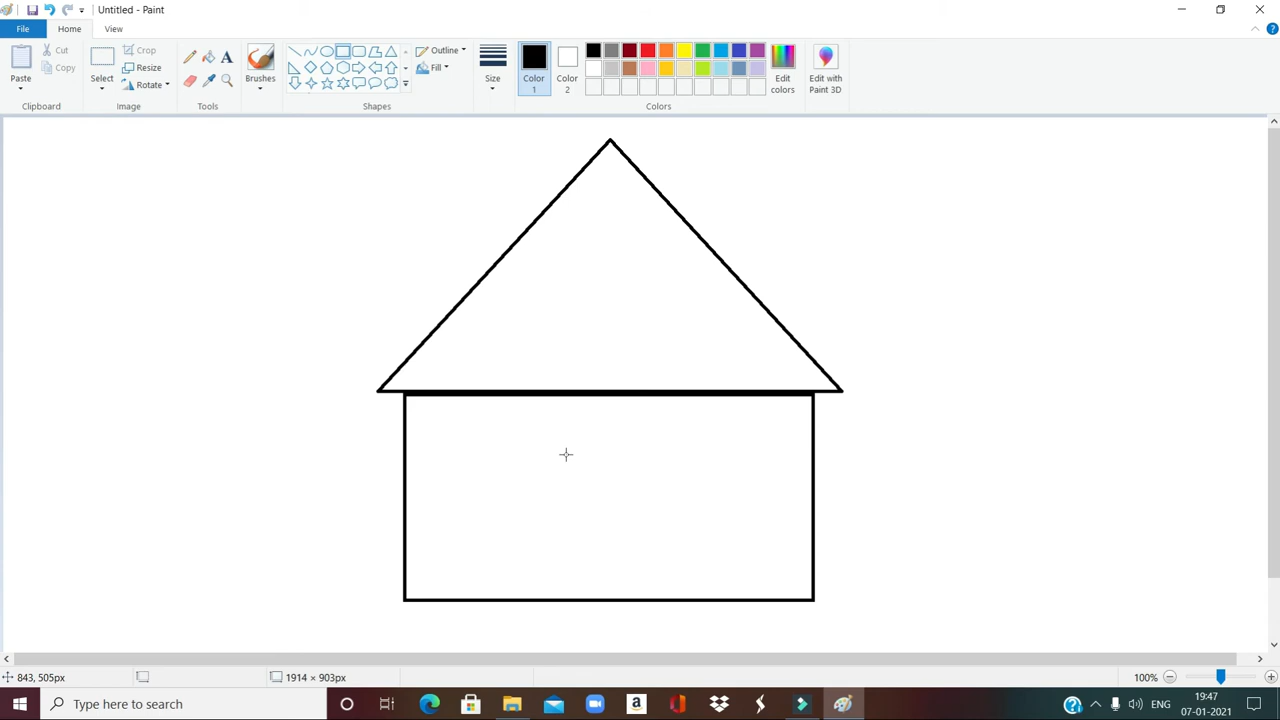 Untitled - Paint
File
Home
View
Paste
Cut
Copy
Clipboard
Select
Crop
Resize
Rotate
Image
Tools
Brushes
Outline
Fill
Shapes
Size
Color 1
Color 2
Edit colors
Colors
Edit with Paint 3D
843, 505px
1914 × 903px
100%
Type here to search
ENG
19:47
07-01-2021